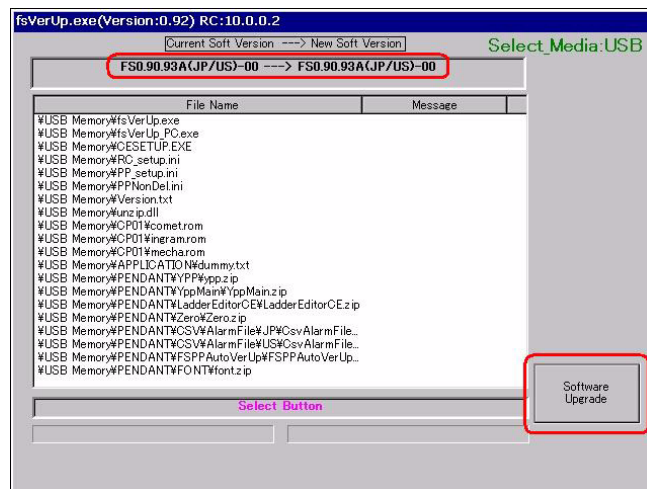 fsVerUp.exe(Version:0.92) RC:10.0.0.2
Current Soft Version ---> New Soft Version
Select_Media:USB
FS0.90.93A(JP/US)-00 ---> FS0.90.93A(JP/US)-00
File Name Message
¥USB Memory¥fsVerUp.exe
¥USB Memory¥fsVerUp_PC.exe
¥USB Memory¥CESETUP.EXE
¥USB Memory¥RC_setup.ini
¥USB Memory¥PP_setup.ini
¥USB Memory¥PPNonDel.ini
¥USB Memory¥Version.txt
¥USB Memory¥unzip.dll
¥USB Memory¥CP01¥comet.rom
¥USB Memory¥CP01¥ingram.rom
¥USB Memory¥CP01¥mecha.rom
¥USB Memory¥APPLICATION¥dummy.txt
¥USB Memory¥PENDANT¥YPP¥ypp.zip
¥USB Memory¥PENDANT¥YppMain¥YppMain.zip
¥USB Memory¥PENDANT¥LadderEditorCE¥LadderEditorCE.zip
¥USB Memory¥PENDANT¥Zero¥Zero.zip
¥USB Memory¥PENDANT¥CSV¥AlarmFile¥JP¥CsvAlarmFile...
¥USB Memory¥PENDANT¥CSV¥AlarmFile¥US¥CsvAlarmFile...
¥USB Memory¥PENDANT¥FSPPAutoVerUp¥FSPPAutoVerUp...
¥USB Memory¥PENDANT¥FONT¥font.zip
Software
Upgrade
Select Button